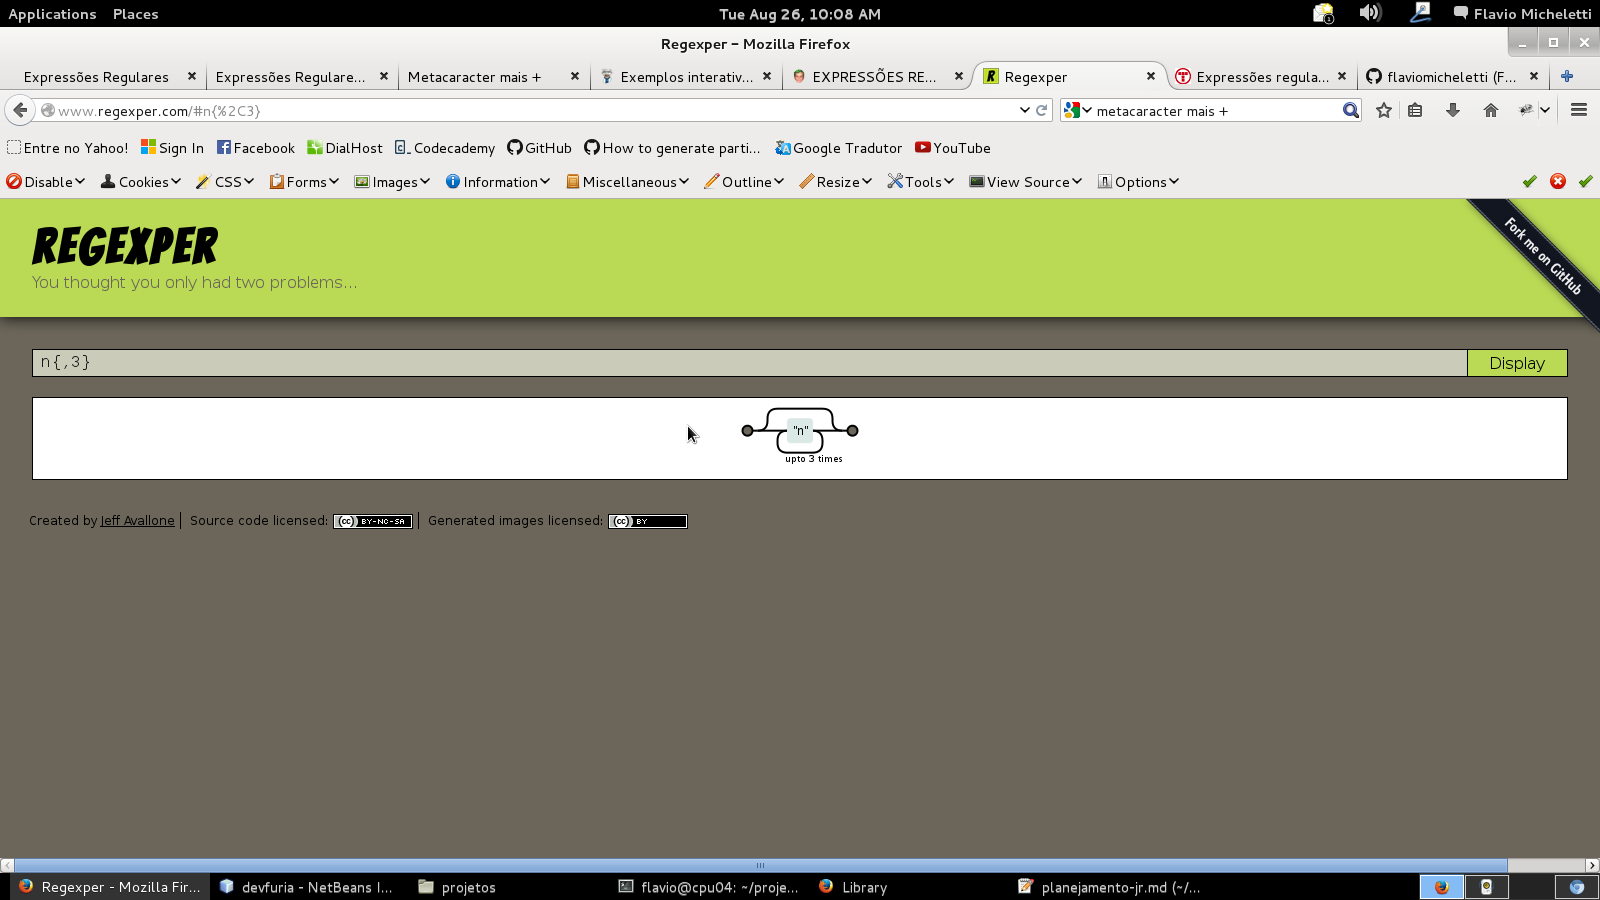 Applications Places Tue Aug 26, 10:08 AM Flavio Micheletti
Regexper - Mozilla Firefox
Expressões Regulares Expressões Regulare... Metacaracter mais + Exemplos interativ... EXPRESSÕES RE... Regexper Expressões regula... flaviomicheletti (F...
www.regexper.com/#n{%2C3} metacaracter mais +
Entre no Yahoo! Sign In Facebook DialHost Codecademy GitHub How to generate parti... Google Tradutor YouTube
Disable Cookies CSS Forms Images Information Miscellaneous Outline Resize Tools View Source Options
REGEXPER
You thought you only had two problems...
Fork me on GitHub
n{,3} Display
"n"
upto 3 times
Created by Jeff Avallone | Source code licensed: cc BY-NC-SA | Generated images licensed: cc BY
Regexper - Mozilla Fir... devfuria - NetBeans I... projetos flavio@cpu04: ~/proje... Library planejamento-jr.md (~/...